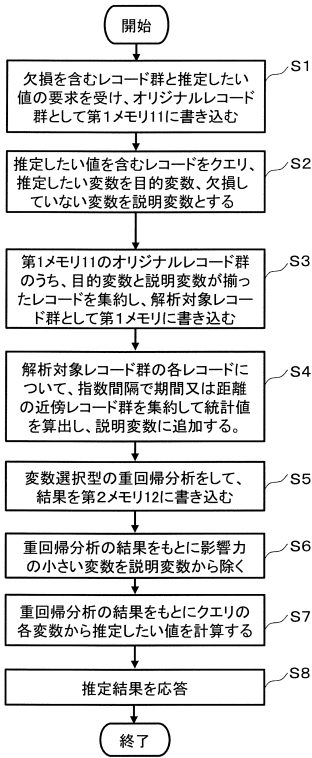 開始
S1
欠損を含むレコード群と推定したい
値の要求を受け、オリジナルレコード
群として第1メモリ11に書き込む
S2
推定したい値を含むレコードをクエリ、
推定したい変数を目的変数、欠損し
ていない変数を説明変数とする
S3
第1メモリ11のオリジナルレコード群
のうち、目的変数と説明変数が揃っ
たレコードを集約し、解析対象レコー
ド群として第1メモリに書き込む
S4
解析対象レコード群の各レコードに
ついて、指数間隔で期間又は距離
の近傍レコード群を集約して統計値
を算出し、説明変数に追加する。
S5
変数選択型の重回帰分析をして、
結果を第2メモリ12に書き込む
S6
重回帰分析の結果をもとに影響力
の小さい変数を説明変数から除く
S7
重回帰分析の結果をもとにクエリの
各変数から推定したい値を計算する
S8
推定結果を応答
終了